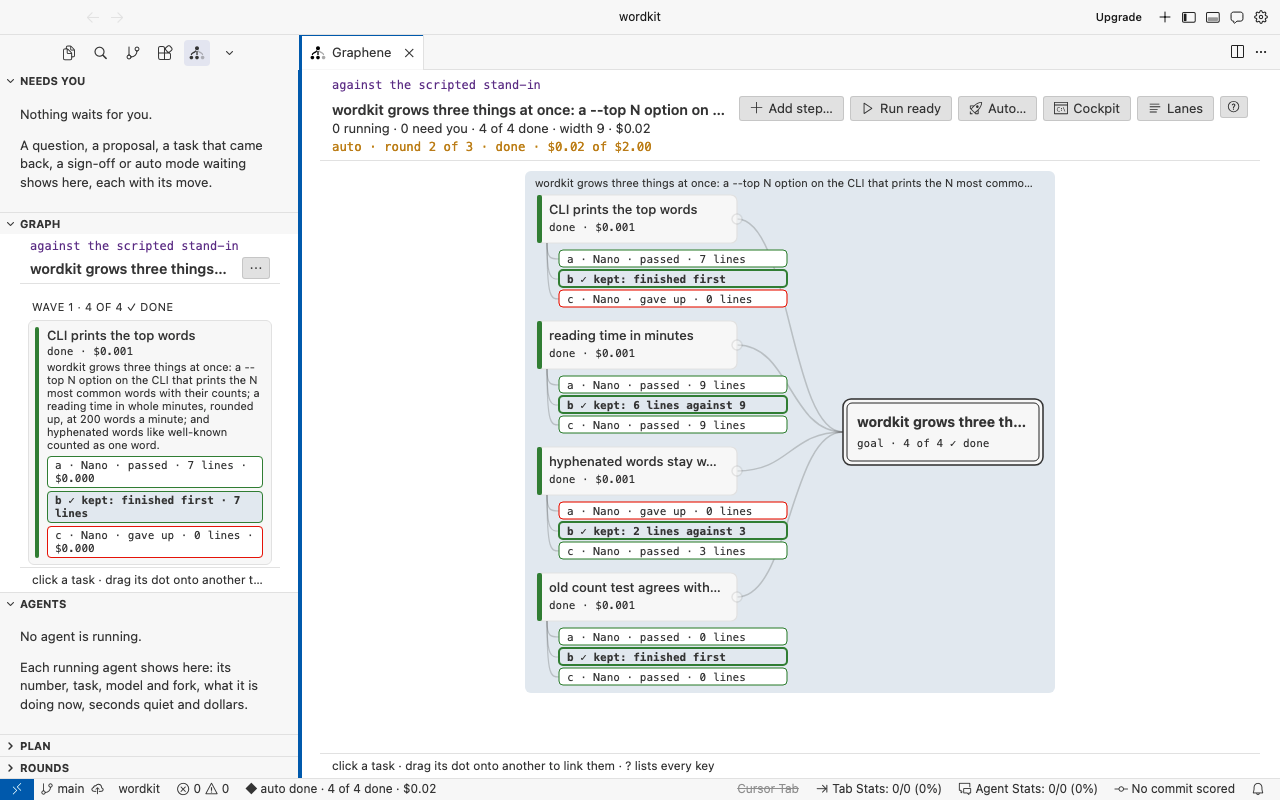 wordkit
Upgrade
NEEDS YOU
Nothing waits for you.
A question, a proposal, a task that came
back, a sign-off or auto mode waiting
shows here, each with its move.
GRAPH
against the scripted stand-in
wordkit grows three things...
WAVE 1 · 4 OF 4 ✓ DONE
CLI prints the top words
done · $0.001
wordkit grows three things at once: a --
top N option on the CLI that prints the N
most common words with their counts; a
reading time in whole minutes, rounded
up, at 200 words a minute; and
hyphenated words like well-known
counted as one word.
a · Nano · passed · 7 lines ·
$0.000
b ✓ kept: finished first · 7
lines
c · Nano · gave up · 0 lines ·
$0.000
click a task · drag its dot onto another t...
AGENTS
No agent is running.
Each running agent shows here: its
number, task, model and fork, what it is
doing now, seconds quiet and dollars.
PLAN
ROUNDS
Graphene
against the scripted stand-in
wordkit grows three things at once: a --top N option on ...
Add step...
Run ready
Auto...
Cockpit
Lanes
0 running · 0 need you · 4 of 4 done · width 9 · $0.02
auto · round 2 of 3 · done · $0.02 of $2.00
wordkit grows three things at once: a --top N option on the CLI that prints the N most commo...
CLI prints the top words
done · $0.001
a · Nano · passed · 7 lines
b ✓ kept: finished first
c · Nano · gave up · 0 lines
reading time in minutes
done · $0.001
a · Nano · passed · 9 lines
b ✓ kept: 6 lines against 9
c · Nano · passed · 9 lines
hyphenated words stay w...
done · $0.001
a · Nano · gave up · 0 lines
b ✓ kept: 2 lines against 3
c · Nano · passed · 3 lines
old count test agrees with...
done · $0.001
a · Nano · passed · 0 lines
b ✓ kept: finished first
c · Nano · passed · 0 lines
wordkit grows three th...
goal · 4 of 4 ✓ done
click a task · drag its dot onto another to link them · ? lists every key
main
wordkit
0
0
auto done · 4 of 4 done · $0.02
Cursor Tab
Tab Stats: 0/0 (0%)
Agent Stats: 0/0 (0%)
No commit scored